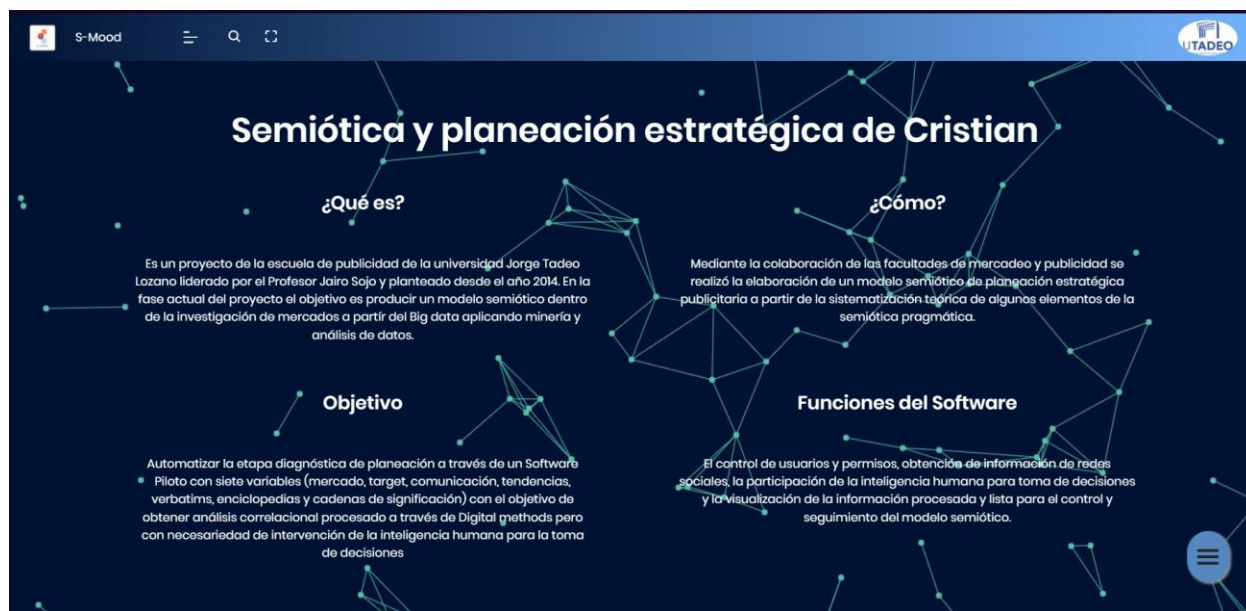 S-Mood
UTADEO
Semiótica y planeación estratégica de Cristian
¿Qué es?
Es un proyecto de la escuela de publicidad de la universidad Jorge Tadeo
Lozano liderado por el Profesor Jairo Sojo y planteado desde el año 2014. En la
fase actual del proyecto el objetivo es producir un modelo semiótico dentro
de la investigación de mercados a partír del Big data aplicando minería y
análisis de datos.
¿Cómo?
Mediante la colaboración de las facultades de mercadeo y publicidad se
realizó la elaboración de un modelo semiótico de planeación estratégica
publicitaria a partir de la sistematización teórica de algunos elementos de la
semiótica pragmática.
Objetivo
Automatizar la etapa diagnóstica de planeación a través de un Software
Piloto con siete variables (mercado, target, comunicación, tendencias,
verbatims, enciclopedias y cadenas de significación) con el objetivo de
obtener análisis correlacional procesado a través de Digital methods pero
con necesariedad de intervención de la inteligencia humana para la toma
de decisiones
Funciones del Software
El control de usuarios y permisos, obtención de información de redes
sociales, la participación de la inteligencia humana para toma de decisiones
y la visualización de la información procesada y lista para el control y
seguimiento del modelo semiótico.